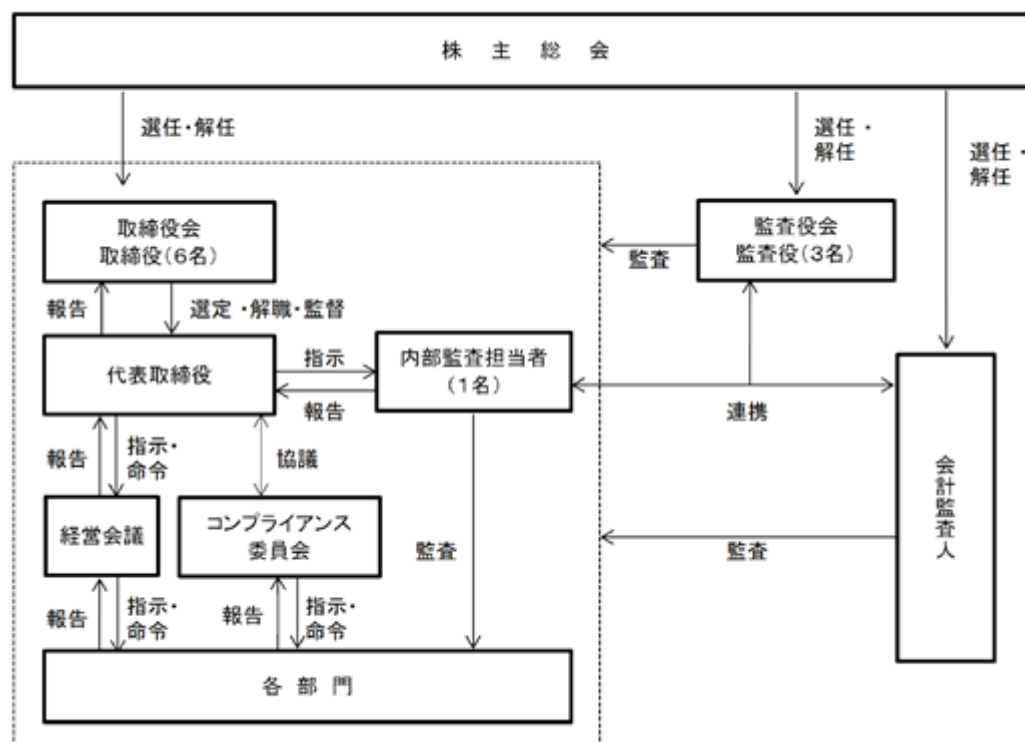 株 主 総 会
選任・解任
選任・
解任
選任・
解任
取締役会
取締役(6名)
監査役会
監査役(3名)
監査
報告
選定・解職・監督
代表取締役
指示
報告
内部監査担当者
(1名)
連携
報告
指示・
命令
協議
経営会議
コンプライアンス
委員会
監査
監査
会計監査人
報告
指示・
命令
報告
指示・
命令
各 部 門